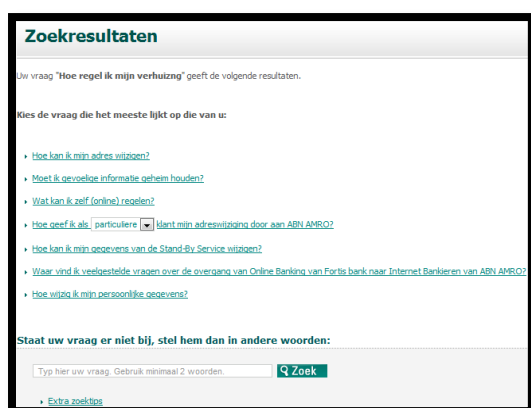 Zoekresultaten
Uw vraag "Hoe regel ik mijn verhuizng" geeft de volgende resultaten.
Kies de vraag die het meeste lijkt op die van u:
Hoe kan ik mijn adres wijzigen?
Moet ik gevoelige informatie geheim houden?
Wat kan ik zelf (online) regelen?
Hoe geef ik als particuliere klant mijn adreswijziging door aan ABN AMRO?
Hoe kan ik mijn gegevens van de Stand-By Service wijzigen?
Waar vind ik veelgestelde vragen over de overgang van Online Banking van Fortis bank naar Internet Bankieren van ABN AMRO?
Hoe wijzig ik mijn persoonlijke gegevens?
Staat uw vraag er niet bij, stel hem dan in andere woorden:
Typ hier uw vraag. Gebruik minimaal 2 woorden. Zoek
Extra zoektips